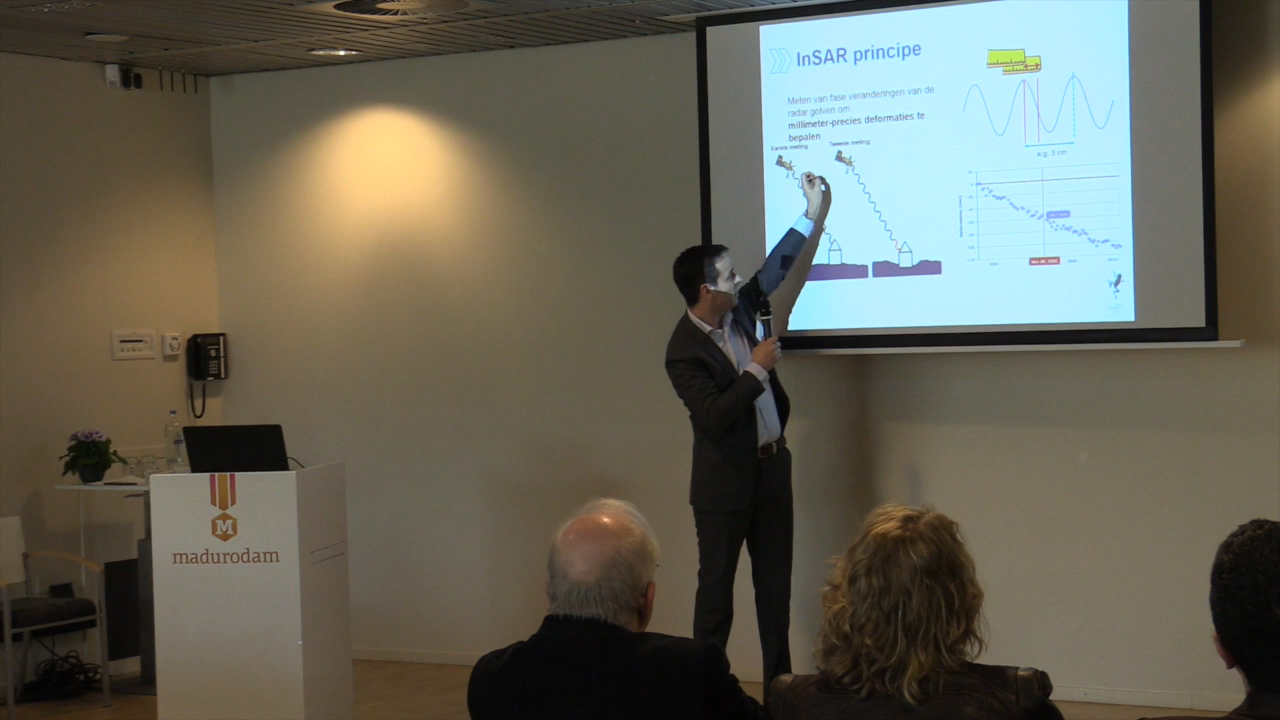 InSAR principe
Meten van fase veranderingen van de
radar golven om
millimeter-precies deformaties te
bepalen
Eerste meting
Tweede meting
e.g. 3 cm
M
madurodam